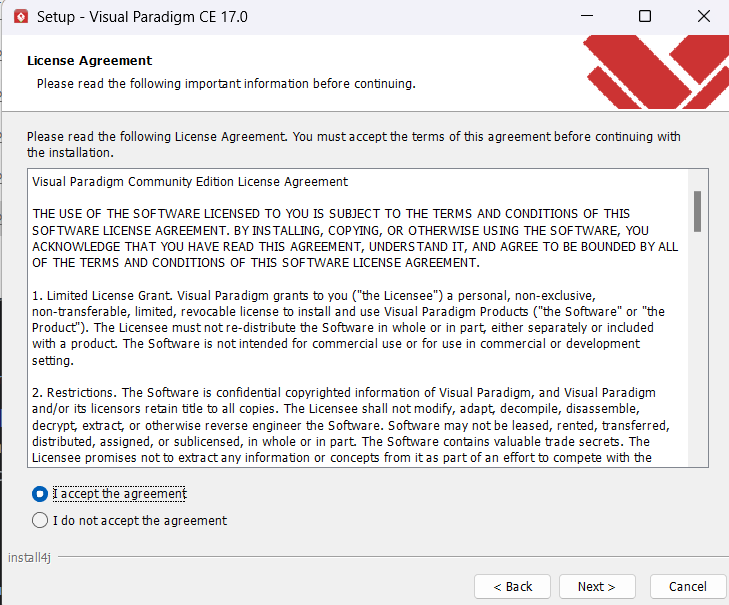 Setup - Visual Paradigm CE 17.0
License Agreement
Please read the following important information before continuing.
Please read the following License Agreement. You must accept the terms of this agreement before continuing with
the installation.
Visual Paradigm Community Edition License Agreement
THE USE OF THE SOFTWARE LICENSED TO YOU IS SUBJECT TO THE TERMS AND CONDITIONS OF THIS
SOFTWARE LICENSE AGREEMENT. BY INSTALLING, COPYING, OR OTHERWISE USING THE SOFTWARE, YOU
ACKNOWLEDGE THAT YOU HAVE READ THIS AGREEMENT, UNDERSTAND IT, AND AGREE TO BE BOUNDED BY ALL
OF THE TERMS AND CONDITIONS OF THIS SOFTWARE LICENSE AGREEMENT.
1. Limited License Grant. Visual Paradigm grants to you ("the Licensee") a personal, non-exclusive,
non-transferable, limited, revocable license to install and use Visual Paradigm Products ("the Software" or "the
Product"). The Licensee must not re-distribute the Software in whole or in part, either separately or included
with a product. The Software is not intended for commercial use or for use in commercial or development
setting.
2. Restrictions. The Software is confidential copyrighted information of Visual Paradigm, and Visual Paradigm
and/or its licensors retain title to all copies. The Licensee shall not modify, adapt, decompile, disassemble,
decrypt, extract, or otherwise reverse engineer the Software. Software may not be leased, rented, transferred,
distributed, assigned, or sublicensed, in whole or in part. The Software contains valuable trade secrets. The
Licensee promises not to extract any information or concepts from it as part of an effort to compete with the
I accept the agreement
I do not accept the agreement
install4j
< Back
Next >
Cancel